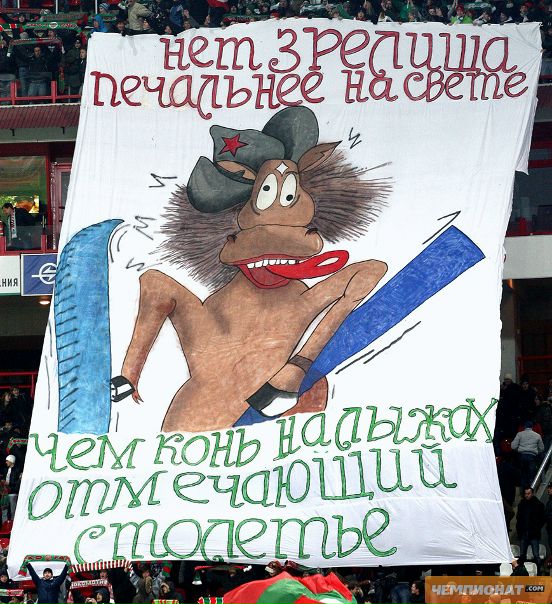 нет зрелища
печальнее на свете
чем конь на лыжах
отмечающий
столетье
ЧЕМПИОНАТ.COM